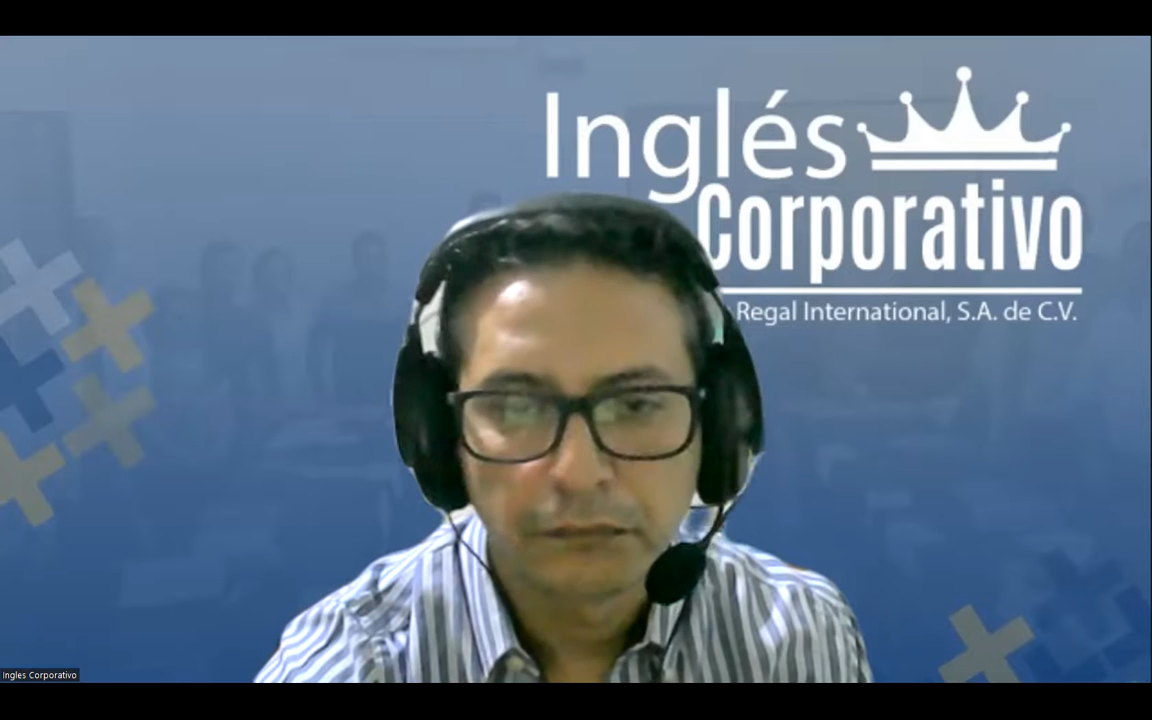 Inglés
Corporativo
Regal International, S.A. de C.V.
Ingles Corporativo